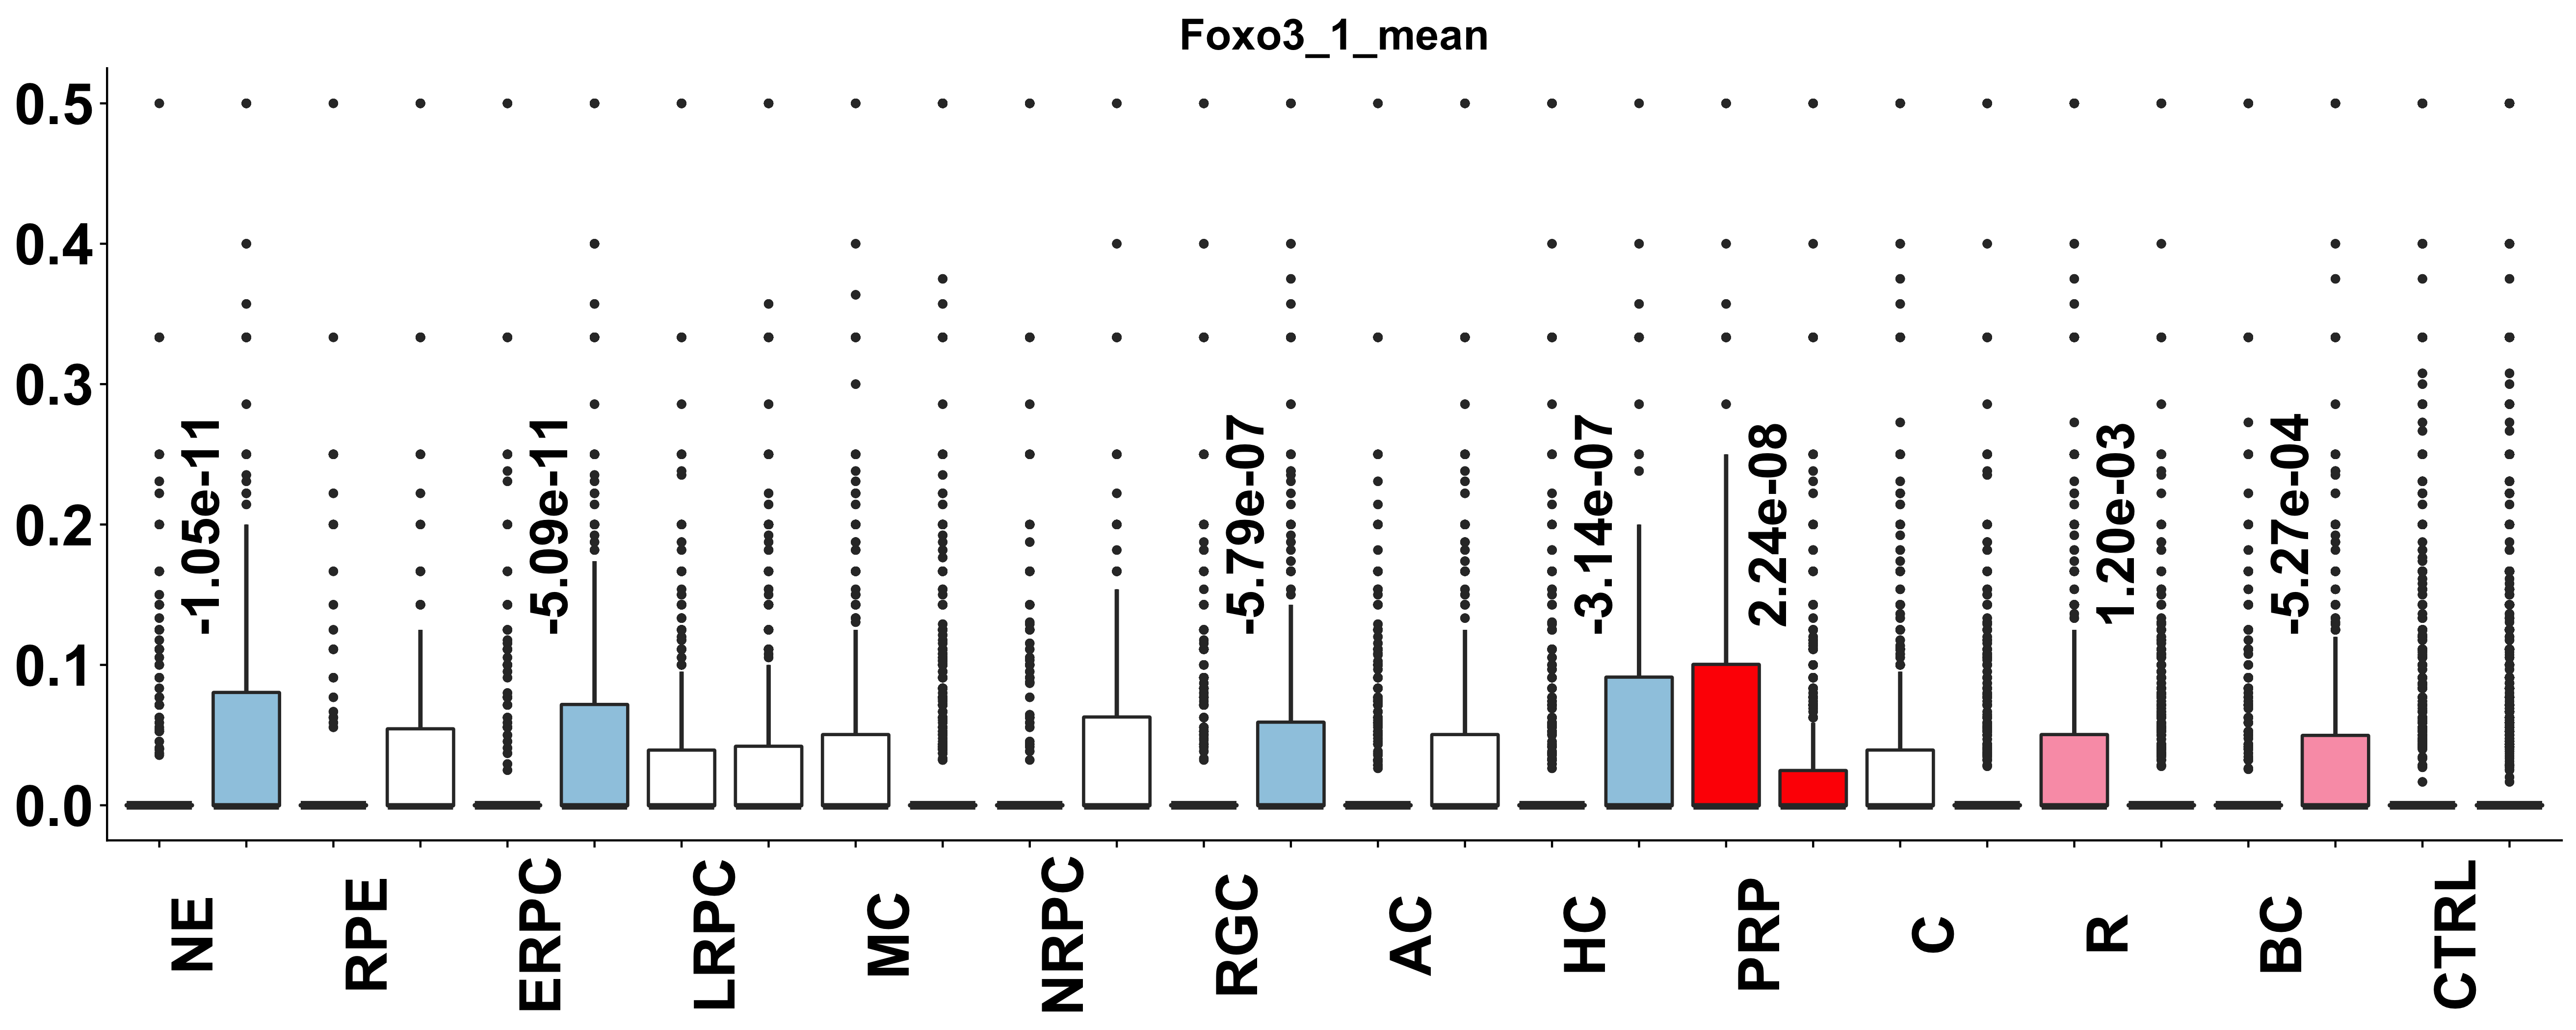 Foxo3_1_mean
0.5
0.4
0.3
0.2
0.1
0.0
-1.05e-11
-5.09e-11
-5.79e-07
-3.14e-07
2.24e-08
1.20e-03
-5.27e-04
NE
RPE
ERPC
LRPC
MC
NRPC
RGC
AC
HC
PRP
C
R
BC
CTRL